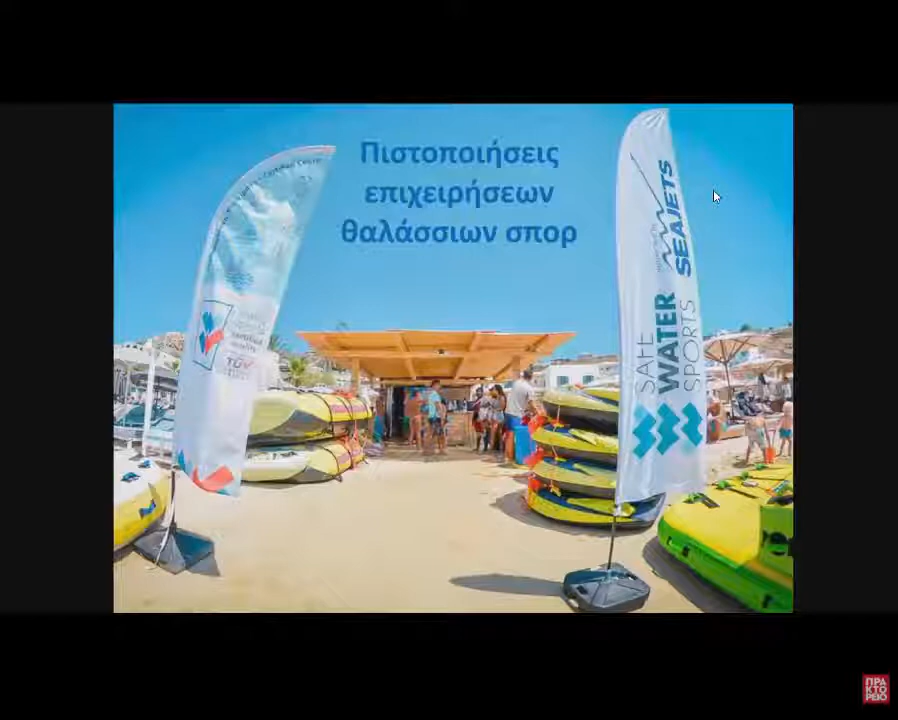 Πιστοποιήσεις
επιχειρήσεων
θαλάσσιων σπορ
SEAJETS
SAFE
WATER
SPORTS
TÜV
ΠΡΑ
ΚΤΟ
ΡΕΙΟ